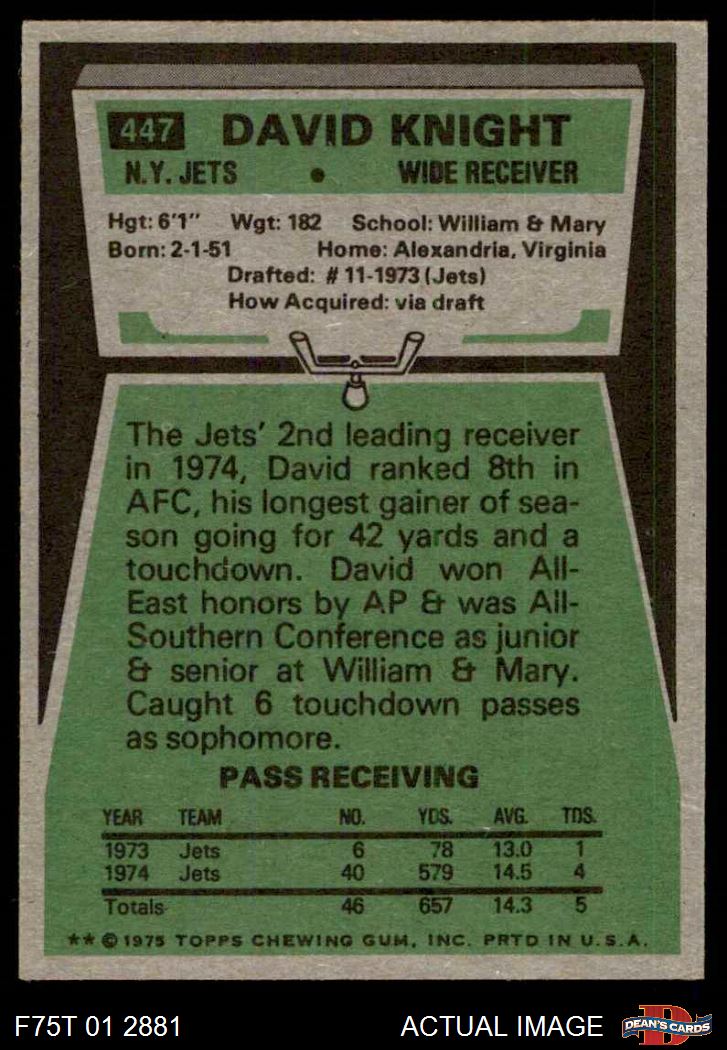 447 DAVID KNIGHT
N.Y. JETS • WIDE RECEIVER
Hgt: 6'1" Wgt: 182 School: William & Mary
Born: 2-1-51 Home: Alexandria, Virginia
Drafted: #11-1973 (Jets)
How Acquired: via draft
The Jets' 2nd leading receiver
in 1974, David ranked 8th in
AFC, his longest gainer of sea-
son going for 42 yards and a
touchdown. David won All-
East honors by AP & was All-
Southern Conference as junior
& senior at William & Mary.
Caught 6 touchdown passes
as sophomore.
PASS RECEIVING
YEAR TEAM NO. YDS. AVG. TDS.
1973 Jets 6 78 13.0 1
1974 Jets 40 579 14.5 4
Totals 46 657 14.3 5
** © 1975 TOPPS CHEWING GUM, INC. PRTD IN U.S.A.
F75T 01 2881 ACTUAL IMAGE D DEAN'S CARDS